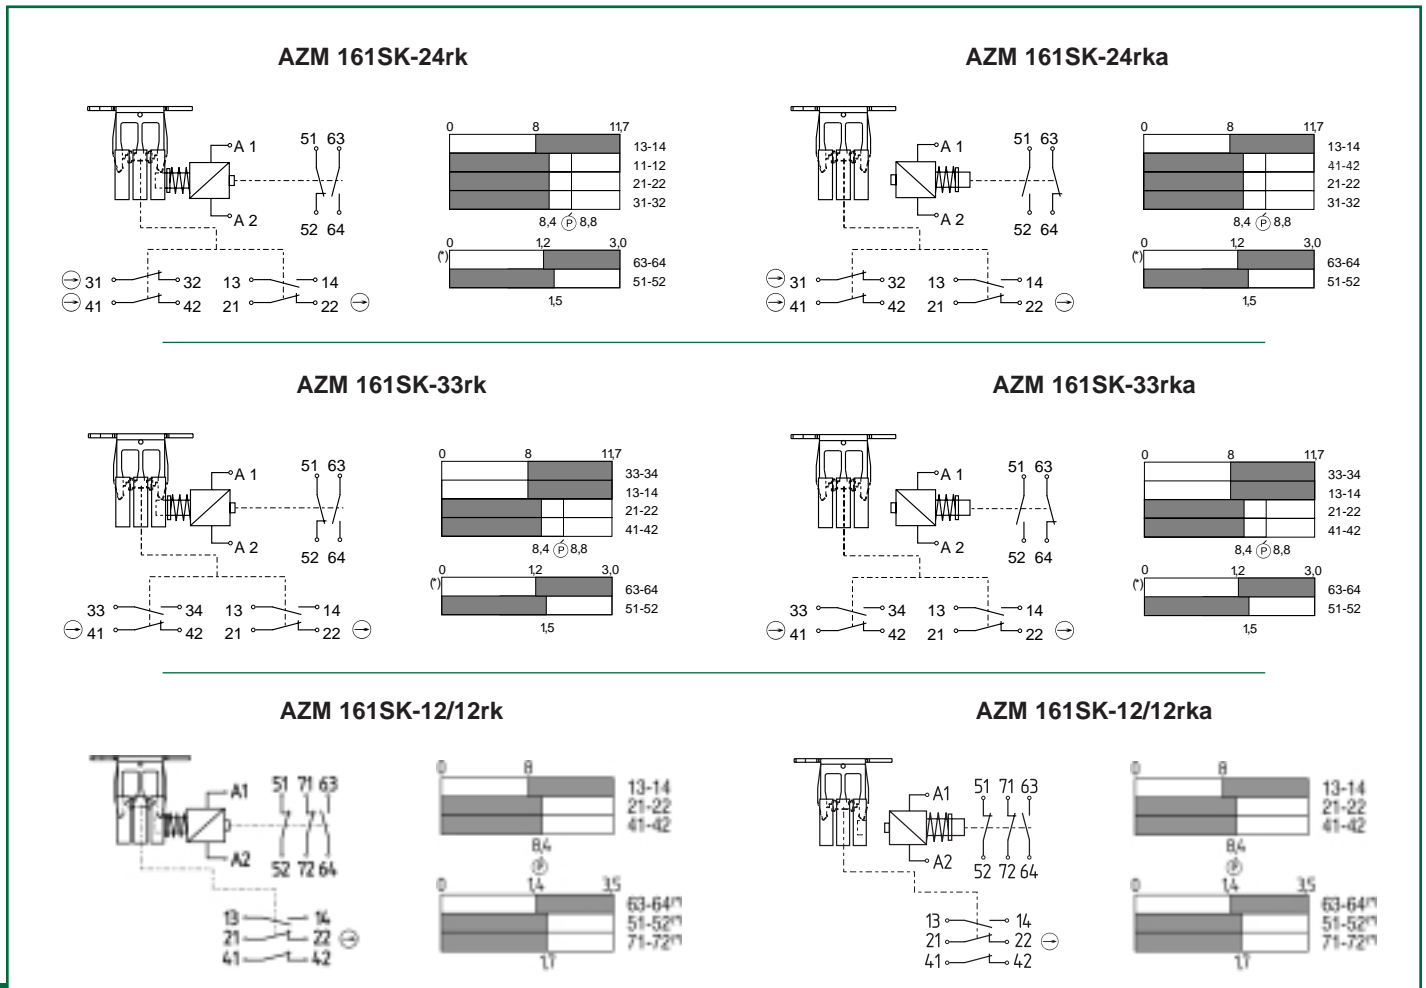 AZM 161SK-24rk
AZM 161SK-24rka
A 1
51 63
A 2
52 64
31 32 13 14
41 42 21 22
0 8 11,7
13-14
11-12
21-22
31-32
8,4 P 8,8
0 1,2 3,0
(*)
63-64
51-52
1,5
A 1
51 63
A 2
52 64
31 32 13 14
41 42 21 22
0 8 11,7
13-14
41-42
21-22
31-32
8,4 P 8,8
0 1,2 3,0
(*)
63-64
51-52
1,5
AZM 161SK-33rk
AZM 161SK-33rka
A 1
51 63
A 2
52 64
33 34 13 14
41 42 21 22
0 8 11,7
33-34
13-14
21-22
41-42
8,4 P 8,8
0 1,2 3,0
(*)
63-64
51-52
1,5
A 1
51 63
A 2
52 64
33 34 13 14
41 42 21 22
0 8 11,7
33-34
13-14
21-22
41-42
8,4 P 8,8
0 1,2 3,0
(*)
63-64
51-52
1,5
AZM 161SK-12/12rk
AZM 161SK-12/12rka
A1
51 71 63
A2
52 72 64
13 14
21 22
41 42
0 8
13-14
21-22
41-42
8,4
P
0 1,4 3,5
63-64(*)
51-52(*)
71-72(*)
1,7
A1
51 71 63
A2
52 72 64
13 14
21 22
41 42
0 8
13-14
21-22
41-42
8,4
P
0 1,4 3,5
63-64(*)
51-52(*)
71-72(*)
1,7